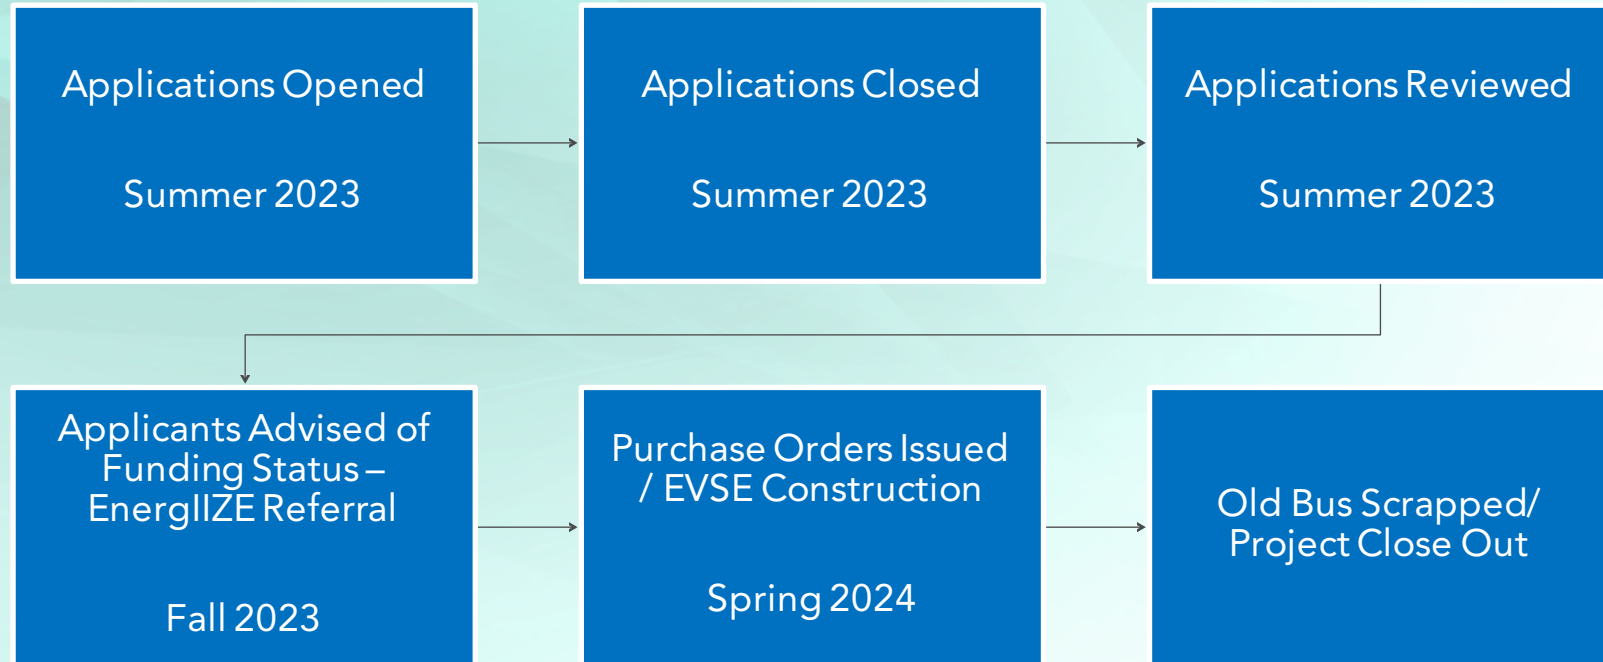 Applications Opened
Summer 2023
Applications Closed
Summer 2023
Applications Reviewed
Summer 2023
Applicants Advised of
Funding Status –
EnergIIZE Referral
Fall 2023
Purchase Orders Issued
/ EVSE Construction
Spring 2024
Old Bus Scrapped/
Project Close Out